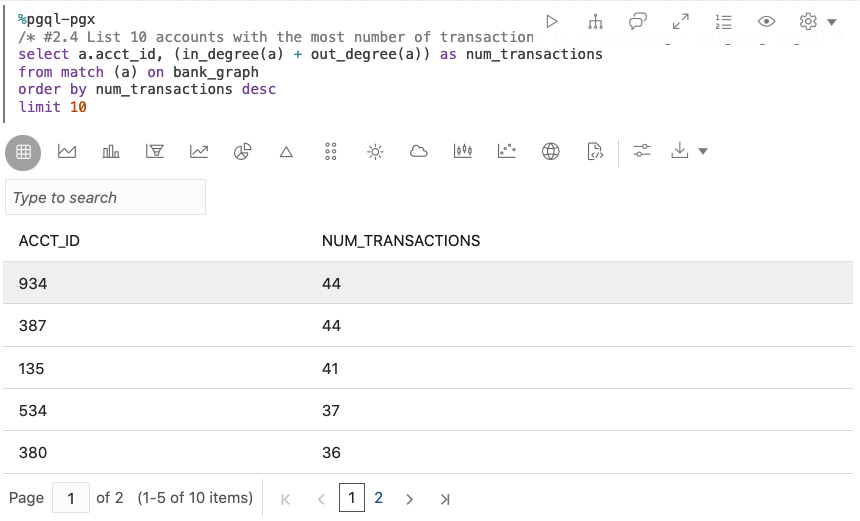 %pgql-pgx
/* #2.4 List 10 accounts with the most number of transaction
select a.acct_id, (in_degree(a) + out_degree(a)) as num_transactions
from match (a) on bank_graph
order by num_transactions desc
limit 10
Type to search
ACCT_ID NUM_TRANSACTIONS
934 44
387 44
135 41
534 37
380 36
Page 1 of 2 (1-5 of 10 items) 1 2